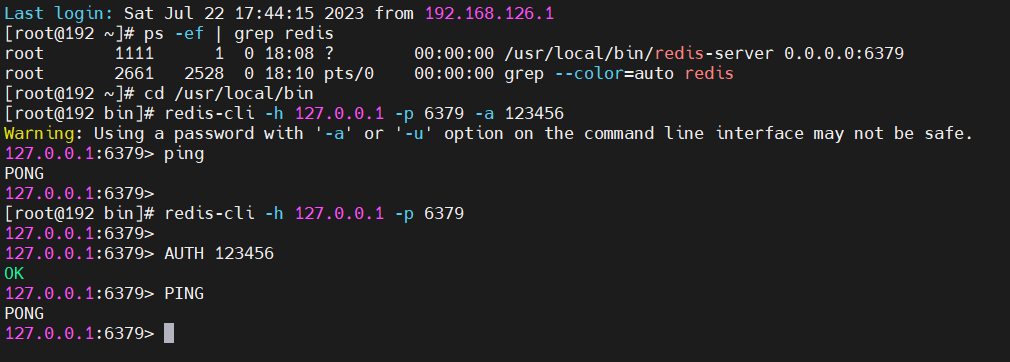 Last login: Sat Jul 22 17:44:15 2023 from 192.168.126.1
[root@192 ~]# ps -ef | grep redis
root       1111      1  0 18:08 ?        00:00:00 /usr/local/bin/redis-server 0.0.0.0:6379
root       2661   2528  0 18:10 pts/0    00:00:00 grep --color=auto redis
[root@192 ~]# cd /usr/local/bin
[root@192 bin]# redis-cli -h 127.0.0.1 -p 6379 -a 123456
Warning: Using a password with '-a' or '-u' option on the command line interface may not be safe.
127.0.0.1:6379> ping
PONG
127.0.0.1:6379>
[root@192 bin]# redis-cli -h 127.0.0.1 -p 6379
127.0.0.1:6379>
127.0.0.1:6379> AUTH 123456
OK
127.0.0.1:6379> PING
PONG
127.0.0.1:6379>